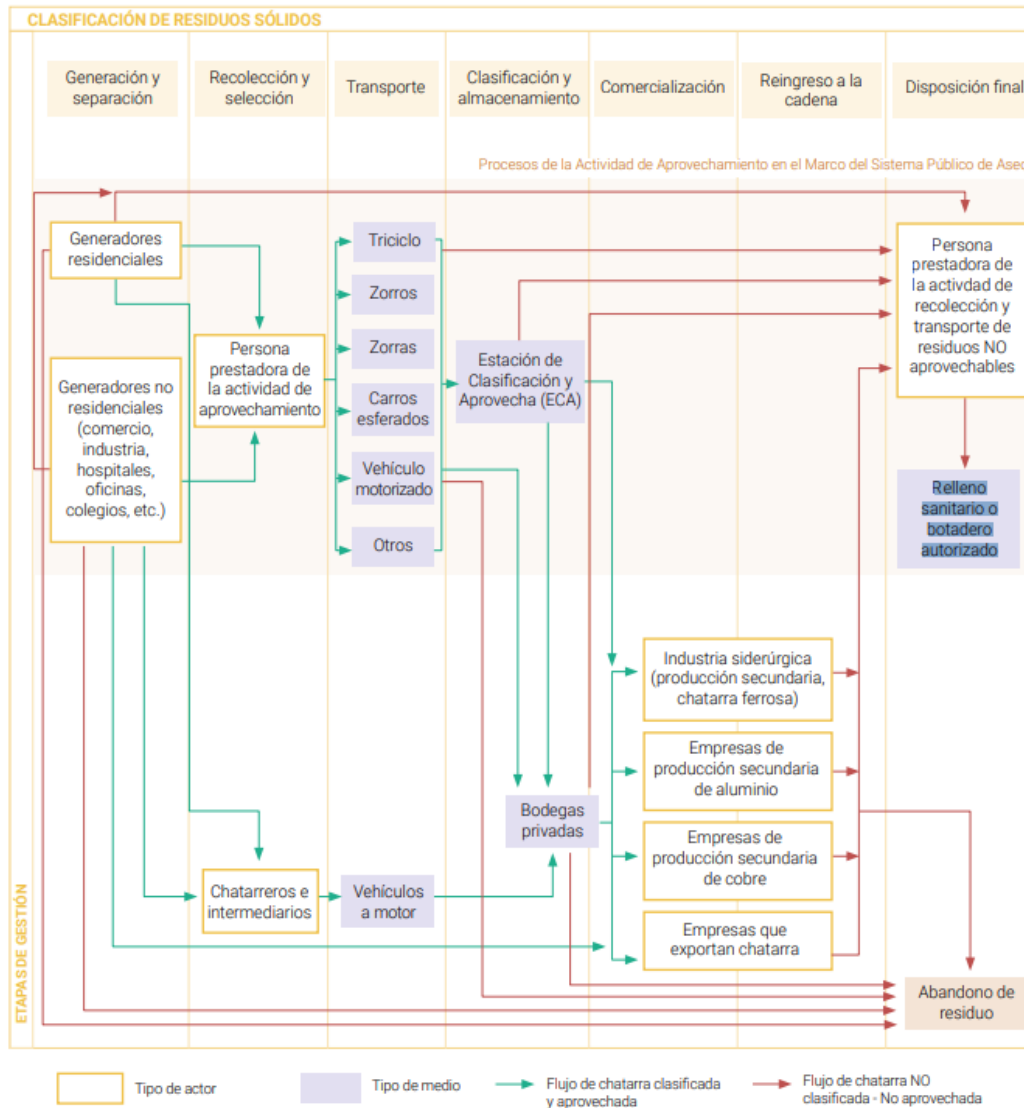 CLASIFICACIÓN DE RESIDUOS SÓLIDOS
Generación y
separación
Recolección y
selección
Transporte
Clasificación y
almacenamiento
Comercialización
Reingreso a la
cadena
Disposición final
Procesos de la Actividad de Aprovechamiento en el Marco del Sistema Público de Aseo
Generadores
residenciales
Generadores no
residenciales
(comercio,
industria,
hospitales,
oficinas,
colegios, etc.)
Persona
prestadora de
la actividad de
aprovechamiento
Triciclo
Zorros
Zorras
Carros
esferados
Vehículo
motorizado
Otros
Estación de
Clasificación y
Aprovecha (ECA)
Persona
prestadora de
la activdad de
recolección y
transporte de
residuos NO
aprovechables
Relleno
sanitario o
botadero
autorizado
Industria siderúrgica
(producción secundaria,
chatarra ferrosa)
Empresas de
producción secundaria
de aluminio
Bodegas
privadas
Empresas de
producción secundaria
de cobre
Chatarreros e
intermediarios
Vehículos
a motor
Empresas que
exportan chatarra
Abandono de
residuo
ETAPAS DE GESTIÓN
Tipo de actor
Tipo de medio
Flujo de chatarra clasificada
y aprovechada
Flujo de chatarra NO
clasificada - No aprovechada